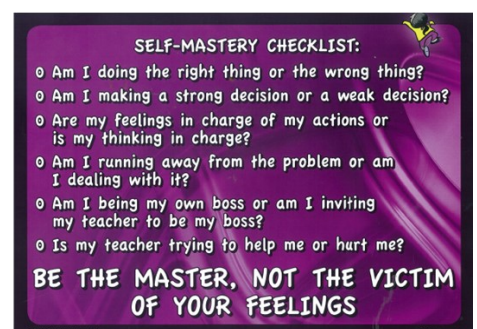 SELF-MASTERY CHECKLIST:
ʘ Am I doing the right thing or the wrong thing?
ʘ Am I making a strong decision or a weak decision?
ʘ Are my feelings in charge of my actions or
is my thinking in charge?
ʘ Am I running away from the problem or am
I dealing with it?
ʘ Am I being my own boss or am I inviting
my teacher to be my boss?
ʘ Is my teacher trying to help me or hurt me?
BE THE MASTER, NOT THE VICTIM
OF YOUR FEELINGS